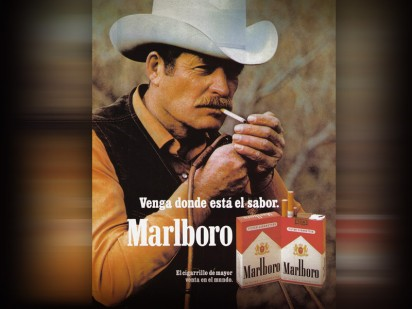 Venga donde está el sabor.
Marlboro
El cigarrillo de mayor
venta en el mundo.
Marlboro
Marlboro